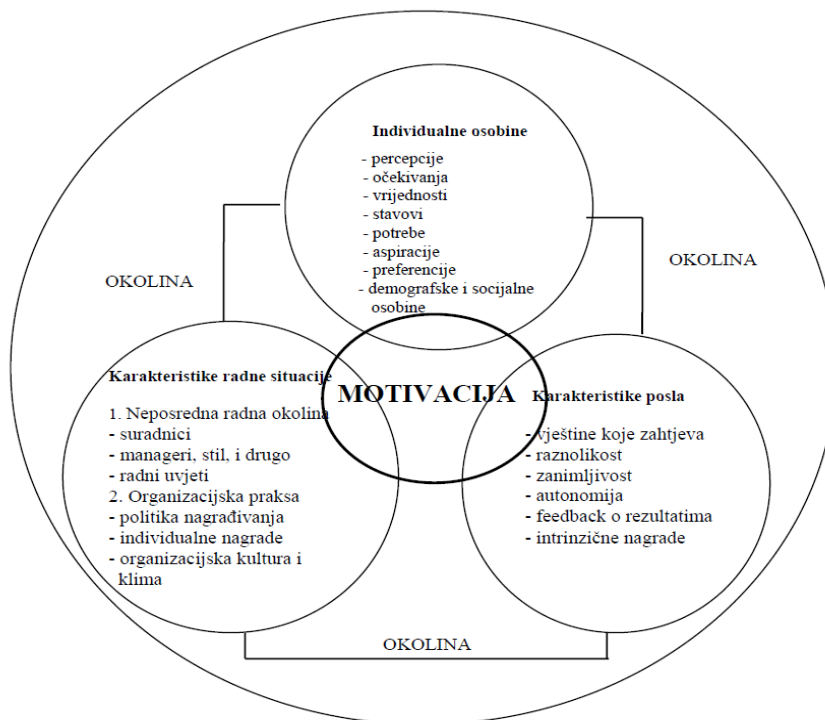 Individualne osobine
- percepcije
- očekivanja
- vrijednosti
- stavovi
- potrebe
- aspiracije
- preferencije
- demografske i socijalne
osobine
OKOLINA
OKOLINA
MOTIVACIJA
Karakteristike radne situacije
1. Neposredna radna okolina
- suradnici
- manageri, stil, i drugo
- radni uvjeti
2. Organizacijska praksa
- politika nagrađivanja
- individualne nagrade
- organizacijska kultura i
klima
Karakteristike posla
- vještine koje zahtjeva
- raznolikost
- zanimljivost
- autonomija
- feedback o rezultatima
- intrinzične nagrade
OKOLINA